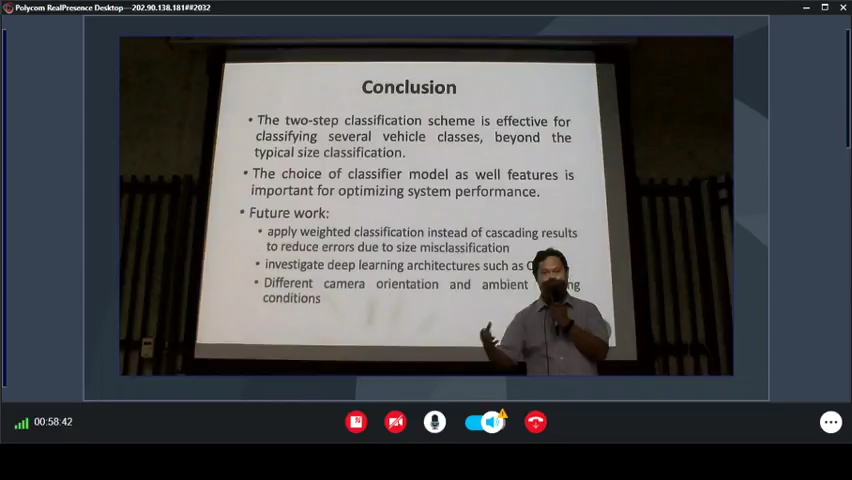 Polycom RealPresence Desktop—202.90.138.181##2032
Conclusion
• The two-step classification scheme is effective for
classifying several vehicle classes, beyond the
typical size classification.
• The choice of classifier model as well features is
important for optimizing system performance.
• Future work:
• apply weighted classification instead of cascading results
to reduce errors due to size misclassification
• investigate deep learning architectures such as
• Different camera orientation and ambient
conditions
00:58:42